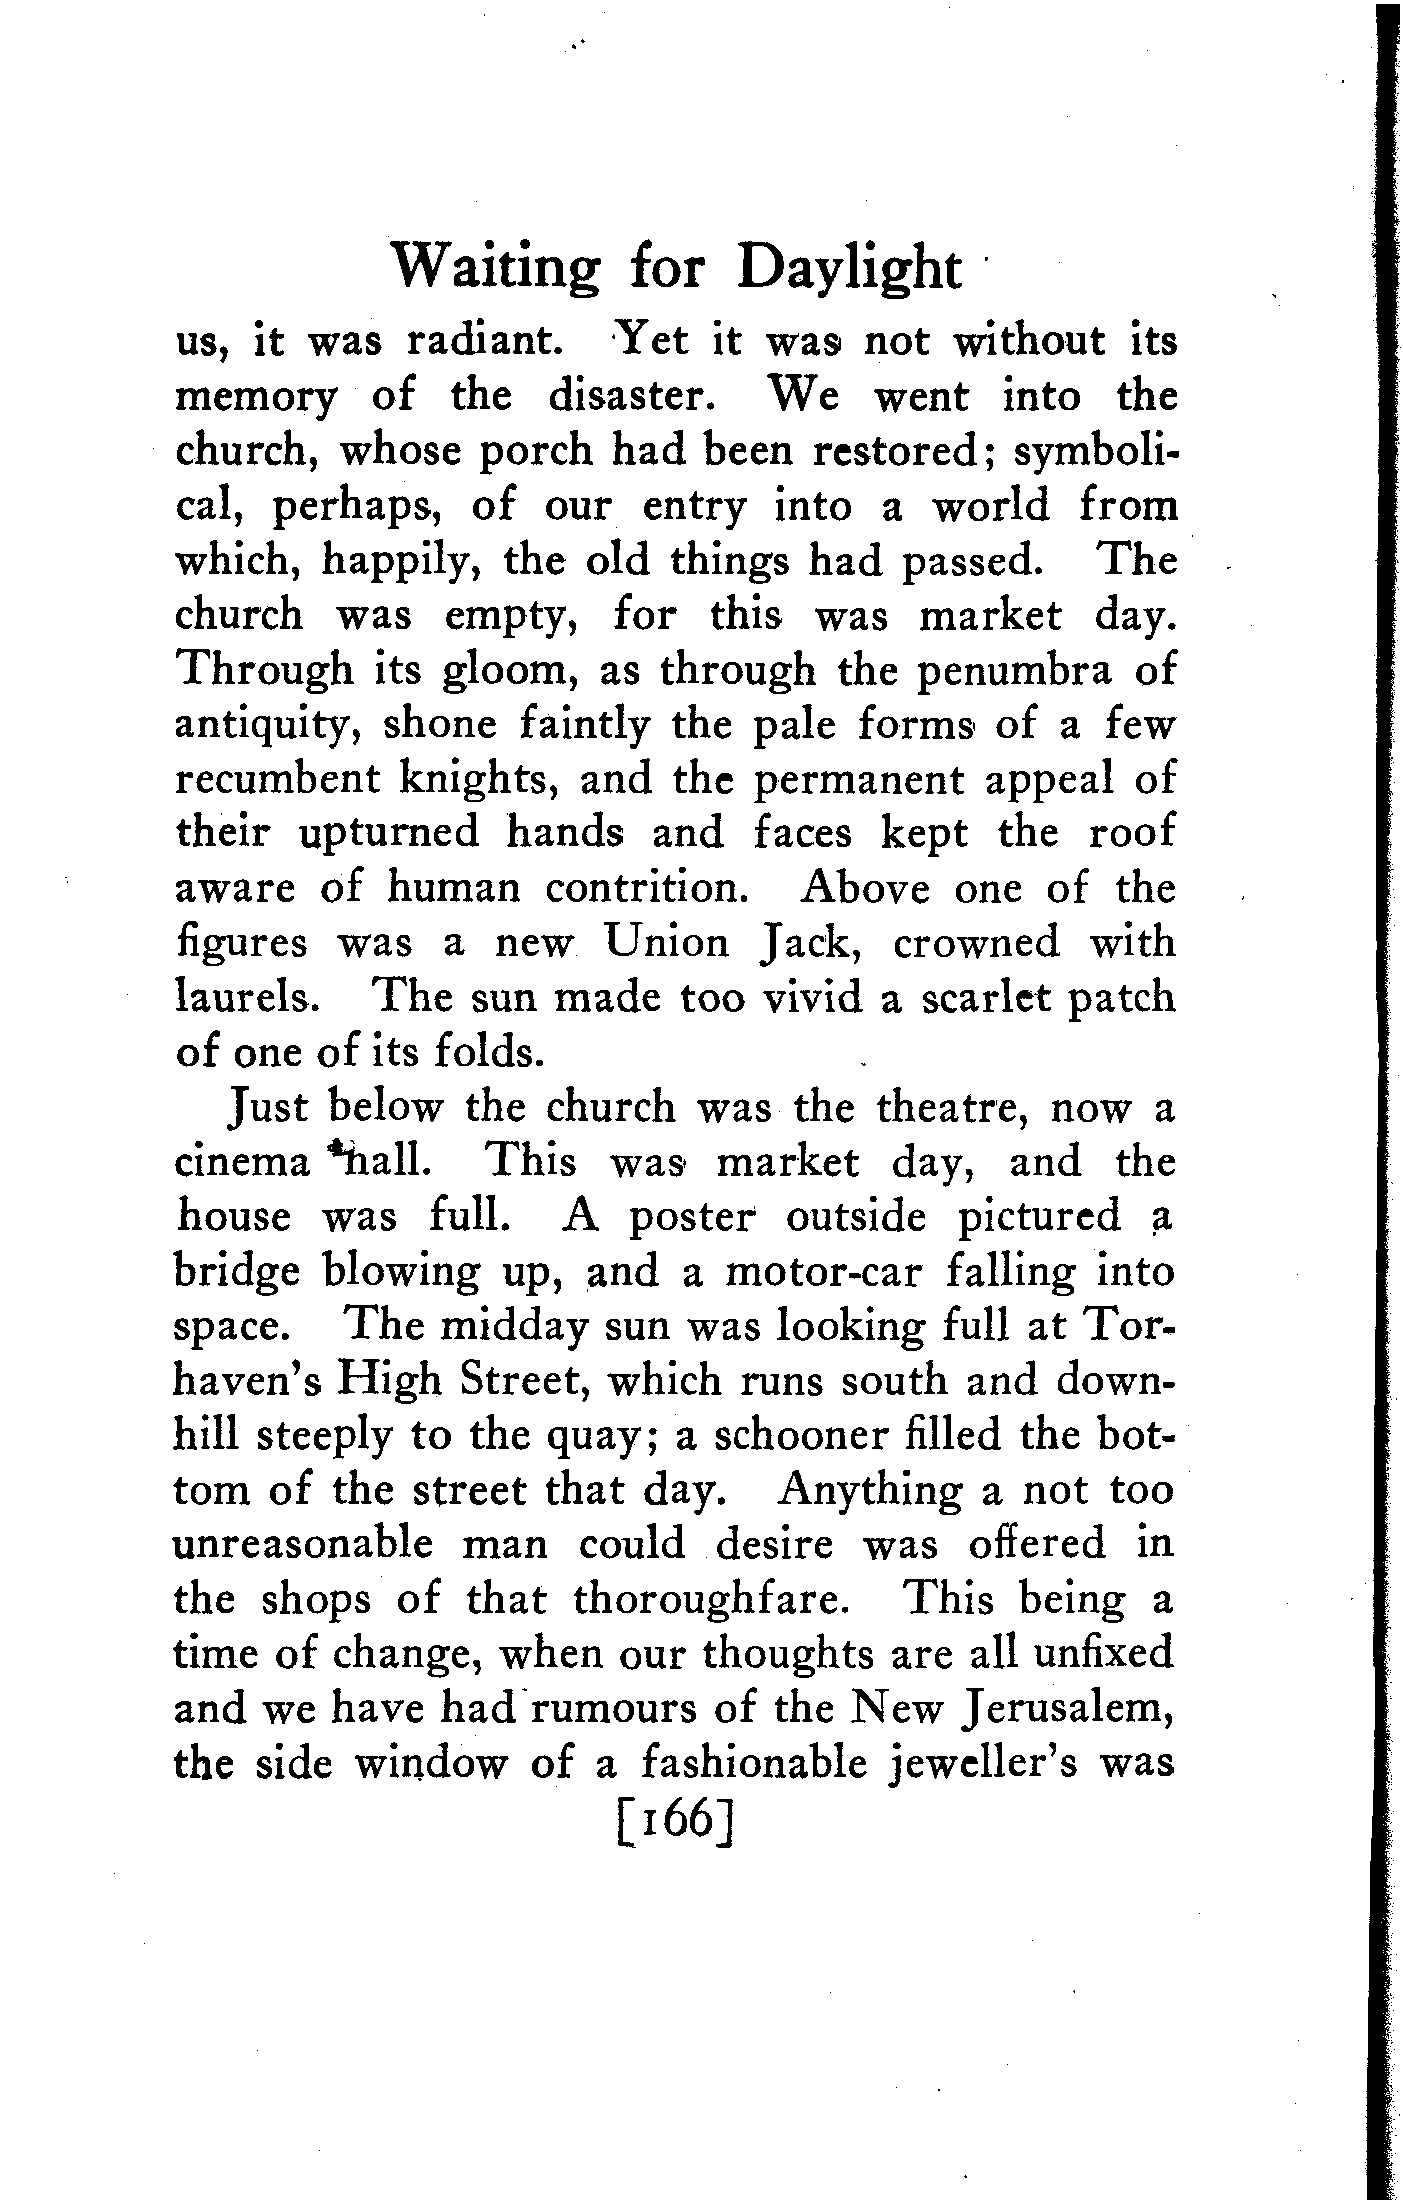 Waiting for Daylight
us, it was radiant. Yet it was not without its
memory of the disaster. We went into the
church, whose porch had been restored; symboli-
cal, perhaps, of our entry into a world from
which, happily, the old things had passed. The
church was empty, for this was market day.
Through its gloom, as through the penumbra of
antiquity, shone faintly the pale forms of a few
recumbent knights, and the permanent appeal of
their upturned hands and faces kept the roof
aware of human contrition. Above one of the
figures was a new Union Jack, crowned with
laurels. The sun made too vivid a scarlet patch
of one of its folds.
Just below the church was the theatre, now a
cinema hall. This was market day, and the
house was full. A poster outside pictured a
bridge blowing up, and a motor-car falling into
space. The midday sun was looking full at Tor-
haven's High Street, which runs south and down-
hill steeply to the quay; a schooner filled the bot-
tom of the street that day. Anything a not too
unreasonable man could desire was offered in
the shops of that thoroughfare. This being a
time of change, when our thoughts are all unfixed
and we have had rumours of the New Jerusalem,
the side window of a fashionable jeweller's was
[166]